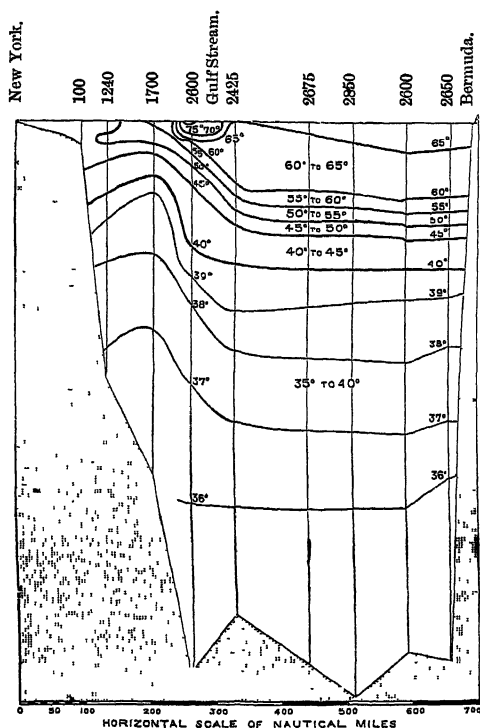 New York.
100
1240
1700
2600
Gulf Stream.
2425
2675
2850
2600
2650
Bermuda.
75° 70°
65°
65°
55° 60°
50°
45°
60° TO 65°
60°
55° TO 60°
55°
50° TO 55°
50°
45° TO 50°
45°
40°
40° TO 45°
40°
39°
39°
38°
38°
37°
35° TO 40°
37°
36°
36°
0 50 100 200 300 400 500 600 700
HORIZONTAL SCALE OF NAUTICAL MILES